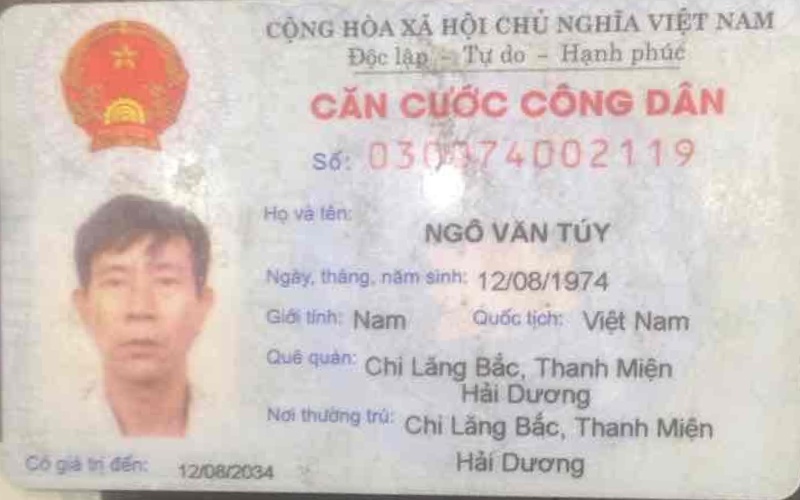 CỘNG HÒA XÃ HỘI CHỦ NGHĨA VIỆT NAM
Độc lập - Tự do - Hạnh phúc
CĂN CƯỚC CÔNG DÂN
Số: 030074002119
Họ và tên:
NGÔ VĂN TÚY
Ngày, tháng, năm sinh: 12/08/1974
Giới tính: Nam Quốc tịch: Việt Nam
Quê quán: Chi Lăng Bắc, Thanh Miện
Hải Dương
Nơi thường trú: Chi Lăng Bắc, Thanh Miện
Hải Dương
Có giá trị đến: 12/08/2034